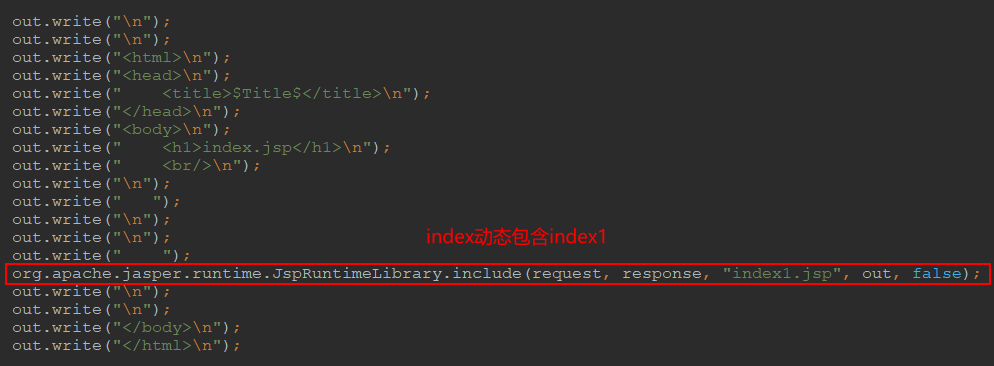 out.write("\n");
out.write("\n");
out.write("<html>\n");
out.write("<head>\n");
out.write("    <title>$Title$</title>\n");
out.write("</head>\n");
out.write("<body>\n");
out.write("    <h1>index.jsp</h1>\n");
out.write("    <br/>\n");
out.write("\n");
out.write("   ");
out.write("\n");
out.write("\n");
index动态包含index1
out.write("    ");
org.apache.jasper.runtime.JspRuntimeLibrary.include(request, response, "index1.jsp", out, false);
out.write("\n");
out.write("\n");
out.write("</body>\n");
out.write("</html>\n");